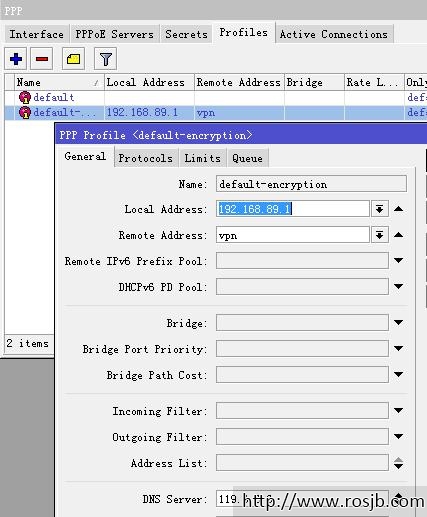 PPP
Interface PPPoE Servers Secrets Profiles Active Connections
Name Local Address Remote Address Bridge Rate L... Only
default def
default-... 192.168.89.1 vpn def
PPP Profile <default-encryption>
General Protocols Limits Queue
Name: default-encryption
Local Address: 192.168.89.1
Remote Address: vpn
Remote IPv6 Prefix Pool:
DHCPv6 PD Pool:
Bridge:
Bridge Port Priority:
Bridge Path Cost:
2 items
Incoming Filter:
Outgoing Filter:
Address List:
DNS Server: 119.
http://www.rosjb.com